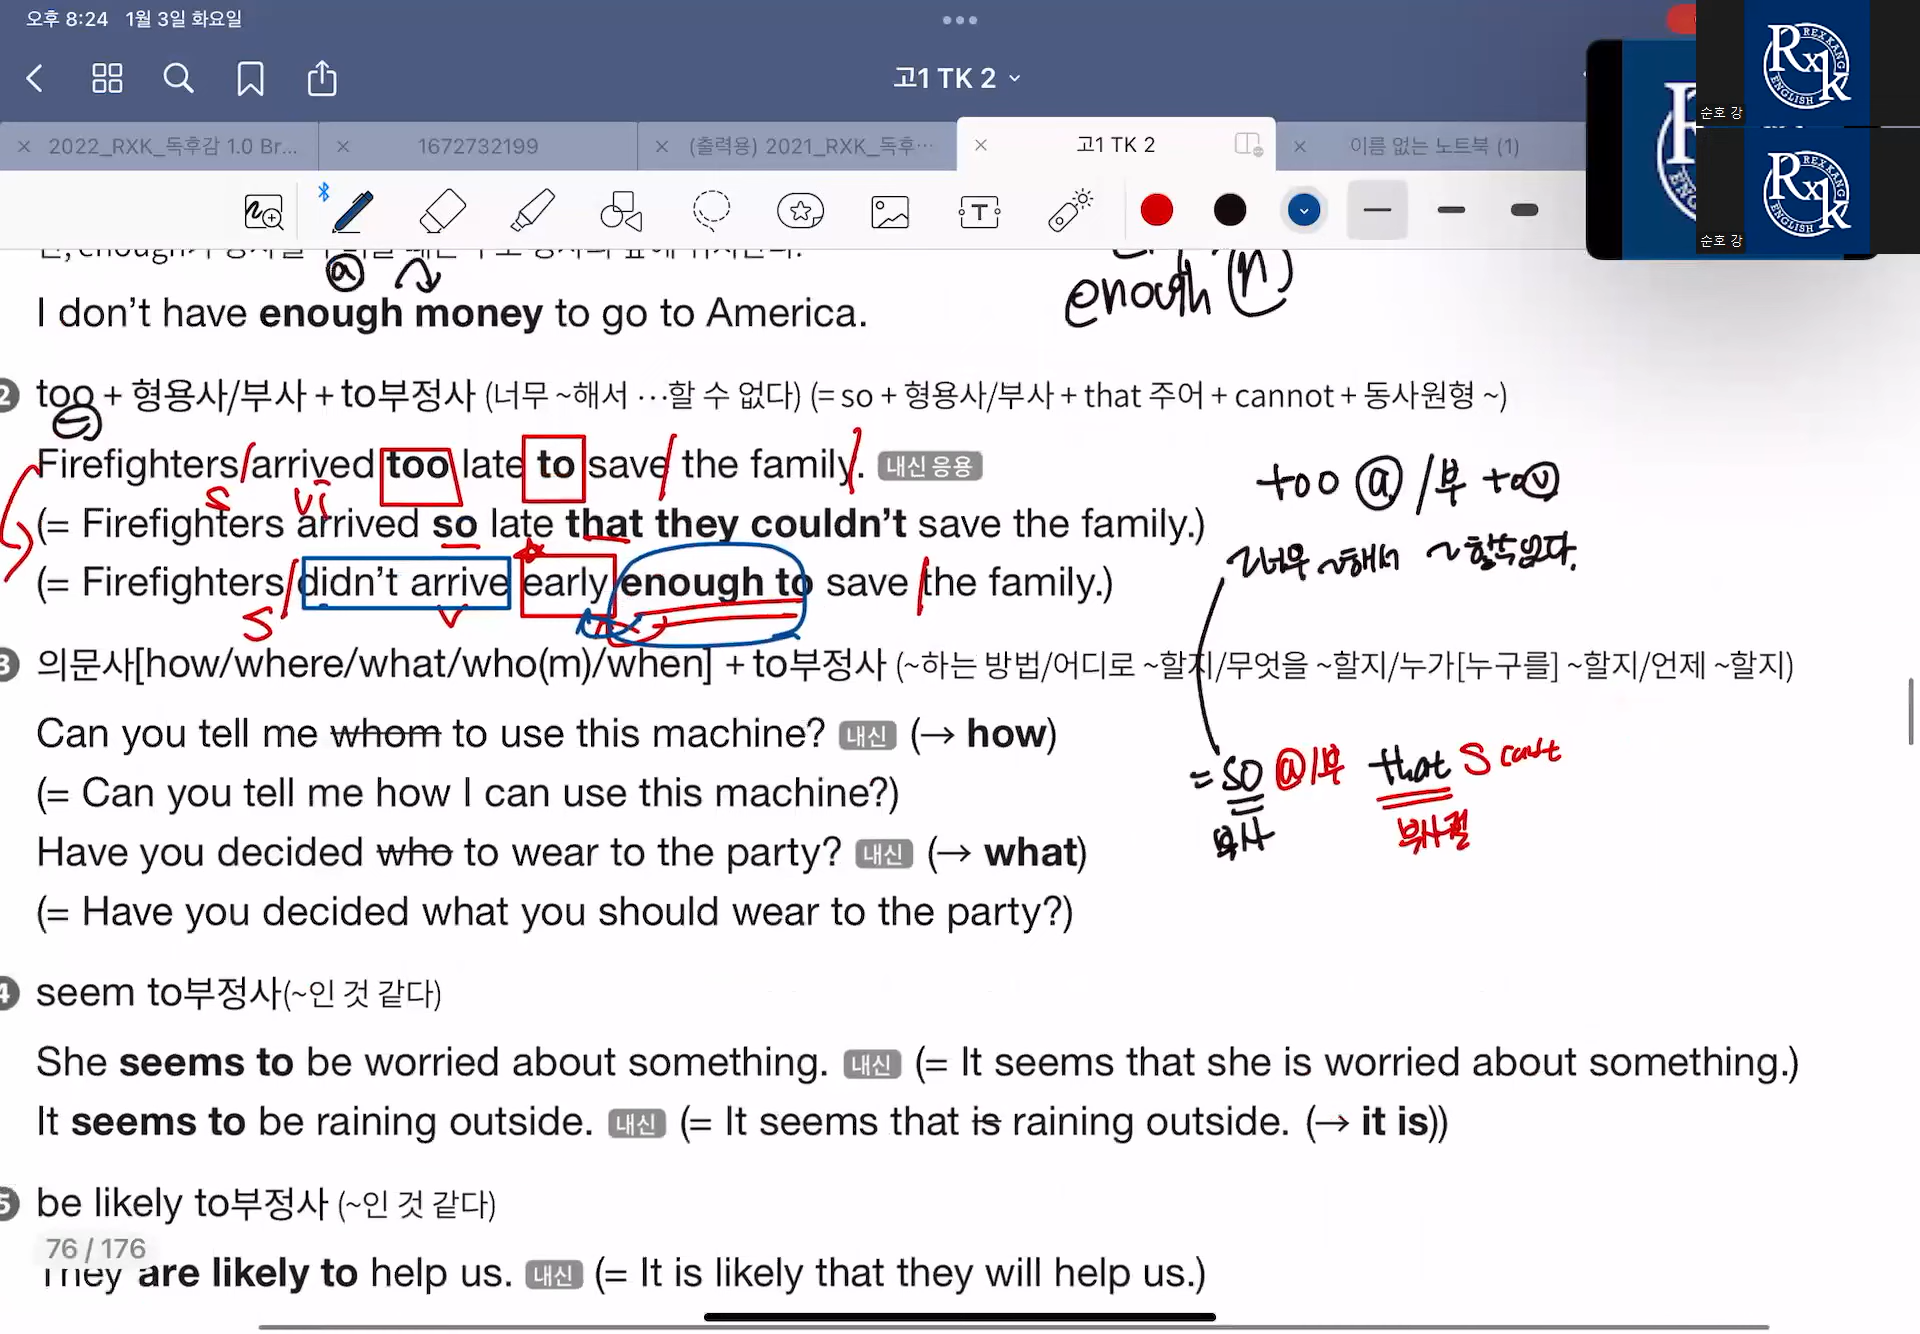 오후 8:24 1월 3일 화요일
고1 TK 2
2022_RXK_독후감 1.0 Br...
1672732199
(출력용) 2021_RXK_독후…
고1 TK 2
이름 없는 노트북 (1)
REX KANG
RxK
ENGLISH
순호 강
REX KANG
RxK
ENGLISH
순호 강
ⓐ
enough ⓝ
I don’t have enough money to go to America.
2 too + 형용사/부사 + to부정사 (너무 ~해서 …할 수 없다) (= so + 형용사/부사 + that 주어 + cannot + 동사원형 ~)
Firefighters/arrived too late to save/ the family/. 내신 응용
S vi
too ⓐ/부 toⓥ
(= Firefighters arrived so late that they couldn’t save the family.)
너무 ~해서 ~할수없다.
(= Firefighters/ didn’t arrive early enough to save /the family.)
S v
3 의문사[how/where/what/who(m)/when] + to부정사 (~하는 방법/어디로 ~할지/무엇을 ~할지/누가[누구를] ~할지/언제 ~할지)
Can you tell me whom to use this machine? 내신 (→ how)
= so ⓐ/부 that S can't
(= Can you tell me how I can use this machine?)
부사 부사절
Have you decided who to wear to the party? 내신 (→ what)
(= Have you decided what you should wear to the party?)
4 seem to부정사(~인 것 같다)
She seems to be worried about something. 내신 (= It seems that she is worried about something.)
It seems to be raining outside. 내신 (= It seems that is raining outside. (→ it is))
5 be likely to부정사 (~인 것 같다)
76 / 176
They are likely to help us. 내신 (= It is likely that they will help us.)